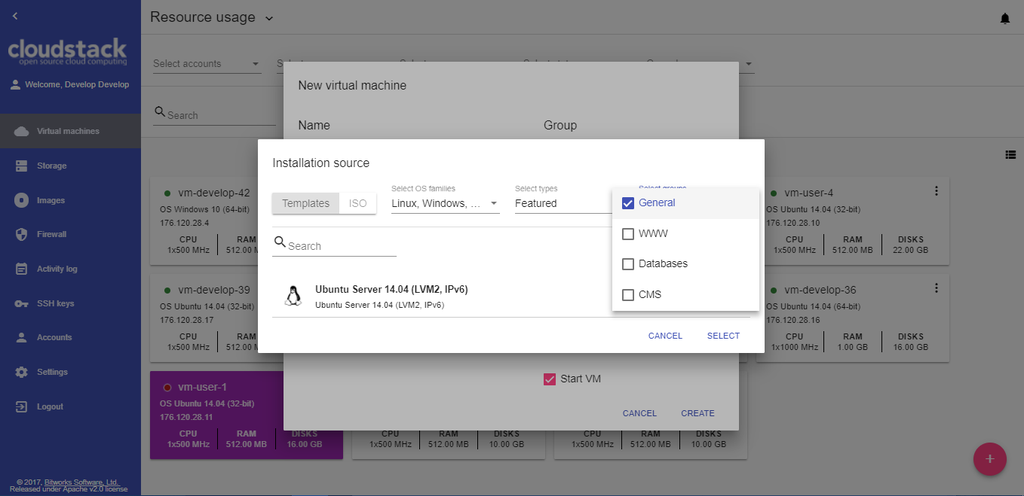 Resource usage
cloudstack
open source cloud computing
Welcome, Develop Develop
Virtual machines
Storage
Images
Firewall
Activity log
SSH keys
Accounts
Settings
Logout
© 2017, Bitworks Software, Ltd.
Released under Apache v2.0 license
Select accounts
Search
New virtual machine
Name Group
Installation source
Templates ISO
Select OS families
Linux, Windows, ...
Select types
Featured
Select groups
General
WWW
Databases
CMS
Search
Ubuntu Server 14.04 (LVM2, IPv6)
Ubuntu Server 14.04 (LVM2, IPv6)
CANCEL SELECT
Start VM
CANCEL CREATE
vm-develop-42
OS Windows 10 (64-bit)
176.120.28.4
CPU RAM
1x500 MHz 512.00 MB
vm-user-4
OS Ubuntu 14.04 (32-bit)
176.120.28.10
CPU RAM DISKS
1x500 MHz 512.00 MB 22.00 GB
vm-develop-39
OS Ubuntu 14.04 (32-bit)
176.120.28.17
CPU RAM
1x500 MHz 512.00 MB
vm-develop-36
OS Ubuntu 14.04 (32-bit)
176.120.28.16
CPU RAM DISKS
1x1000 MHz 1.00 GB 16.00 GB
vm-user-1
OS Ubuntu 14.04 (32-bit)
176.120.28.11
CPU RAM DISKS
1x500 MHz 512.00 MB 16.00 GB
CPU RAM DISKS
1x500 MHz 512.00 MB 10.00 GB
CPU RAM DISKS
1x500 MHz 512.00 MB 10.00 GB